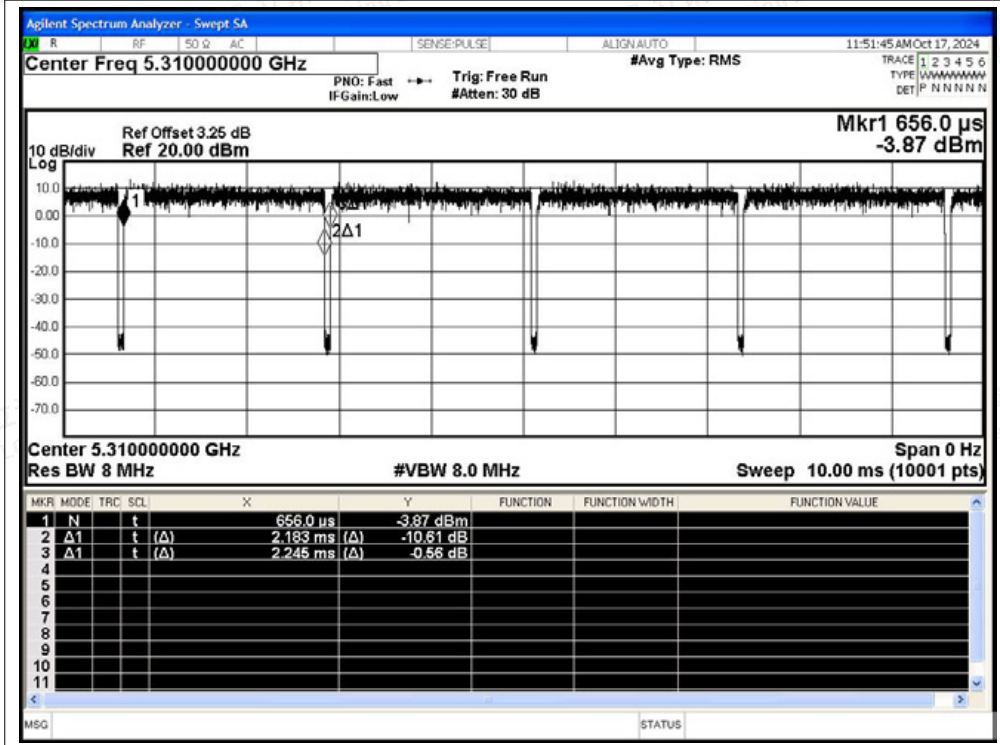 Agilent Spectrum Analyzer - Swept SA
LXI R RF 50 Ω AC SENSE:PULSE ALIGN AUTO 11:51:45 AM Oct 17, 2024
Center Freq 5.310000000 GHz #Avg Type: RMS TRACE 1 2 3 4 5 6
PNO: Fast Trig: Free Run TYPE WWWWWW
IFGain:Low #Atten: 30 dB DET P N N N N N
Mkr1 656.0 µs
-3.87 dBm
Ref Offset 3.25 dB
10 dB/div Ref 20.00 dBm
Log
10.0
0.00
-10.0
-20.0
-30.0
-40.0
-50.0
-60.0
-70.0
1
2Δ1
Center 5.310000000 GHz Span 0 Hz
Res BW 8 MHz #VBW 8.0 MHz Sweep 10.00 ms (10001 pts)
MKR MODE TRC SCL X Y FUNCTION FUNCTION WIDTH FUNCTION VALUE
1 N t 656.0 µs -3.87 dBm
2 Δ1 t (Δ) 2.183 ms (Δ) -10.61 dB
3 Δ1 t (Δ) 2.245 ms (Δ) -0.56 dB
4
5
6
7
8
9
10
11
MSG STATUS